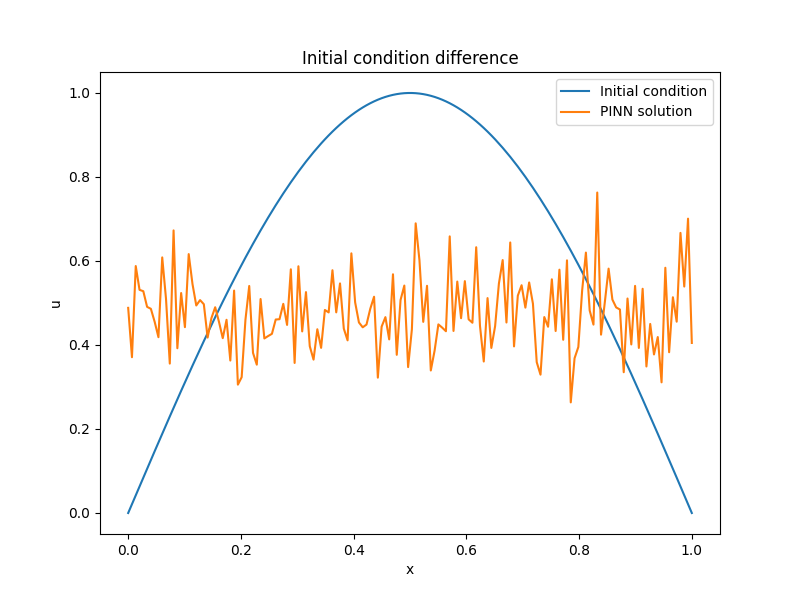 Initial condition difference
Initial condition
PINN solution
u
1.0
0.8
0.6
0.4
0.2
0.0
0.0 0.2 0.4 0.6 0.8 1.0
x